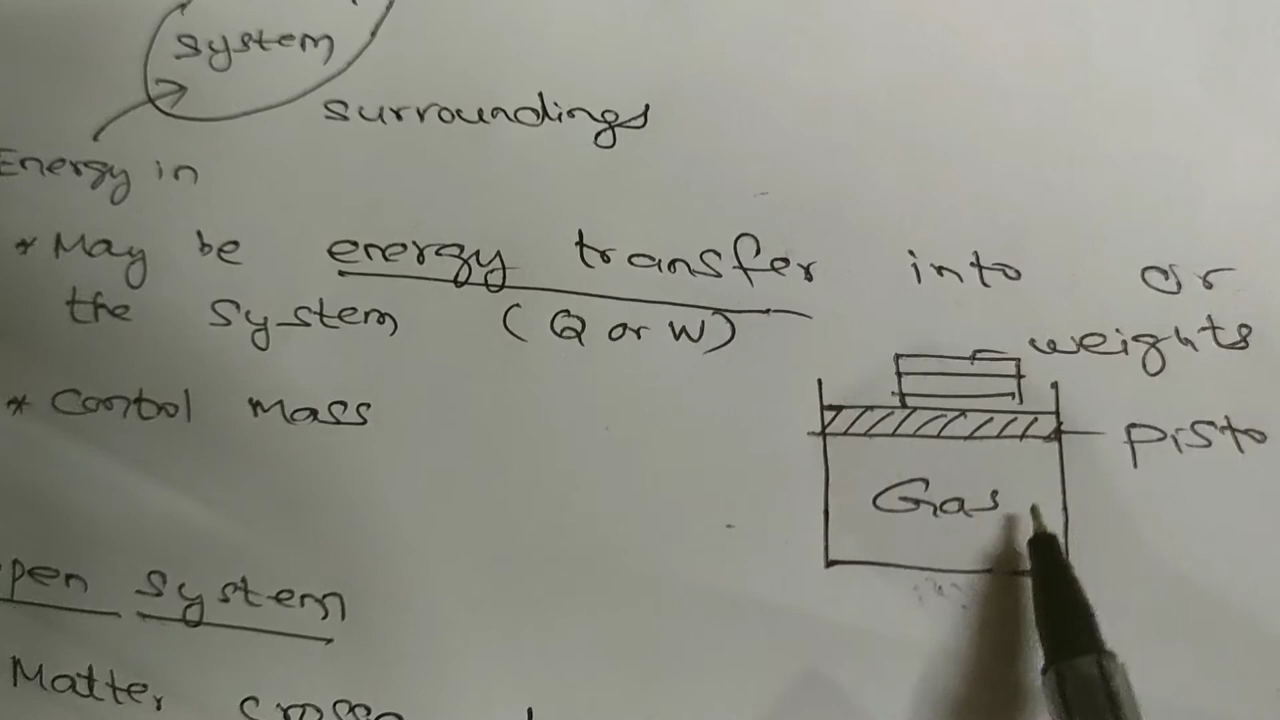 system
surroundings
Energy in
* May be energy transfer into or
the system (Q or W)
weights
* Control mass
pisto
Gas
pen system
Matter